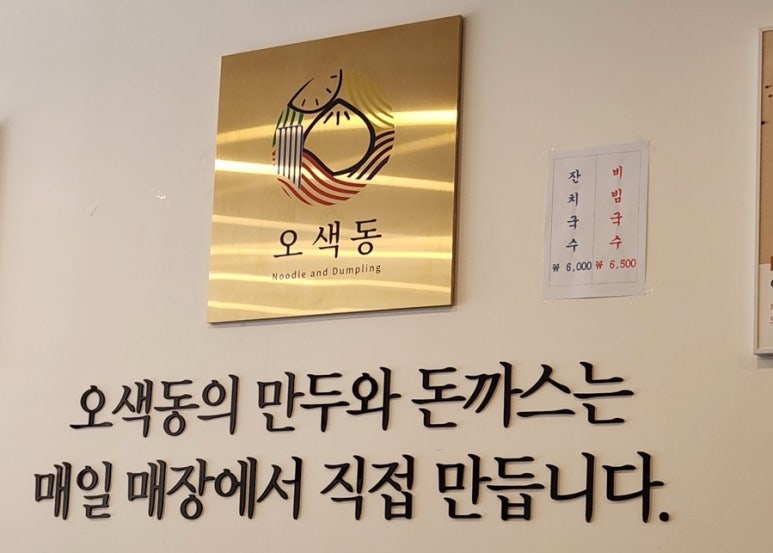 오색동
Noodle and Dumpling
잔치국수
₩ 6,000
비빔국수
₩ 6,500
오색동의 만두와 돈까스는
매일 매장에서 직접 만듭니다.